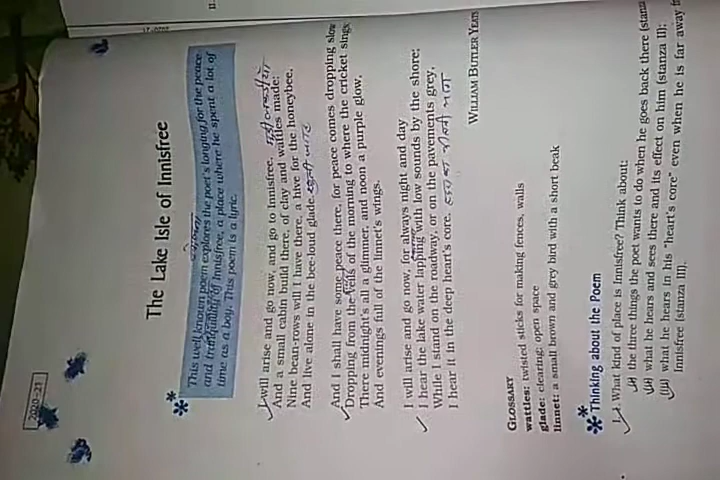 2020-21
The Lake Isle of Innisfree
This well known poem explores the poet's longing for the peace
and tranquillity of Innisfree, a place where he spent a lot of
time as a boy. This poem is a lyric.
I will arise and go now, and go to Innisfree,
And a small cabin build there, of clay and wattles made:
Nine bean-rows will I have there, a hive for the honeybee,
And live alone in the bee-loud glade.
And I shall have some peace there, for peace comes dropping slow
Dropping from the veils of the morning to where the cricket sings;
There midnight's all a glimmer, and noon a purple glow,
And evenings full of the linnet's wings.
I will arise and go now, for always night and day
I hear the lake water lapping with low sounds by the shore;
While I stand on the roadway, or on the pavements grey,
I hear it in the deep heart's core.
WILLIAM BUTLER YEATS
GLOSSARY
wattles: twisted sticks for making fences, walls
glade: clearing; open space
linnet: a small brown and grey bird with a short beak
Thinking about the Poem
I. 1. What kind of place is Innisfree? Think about:
(i) the three things the poet wants to do when he goes back there (stanza
(ii) what he hears and sees there and its effect on him (stanza II);
(iii) what he hears in his "heart's core" even when he is far away
Innisfree (stanza III).